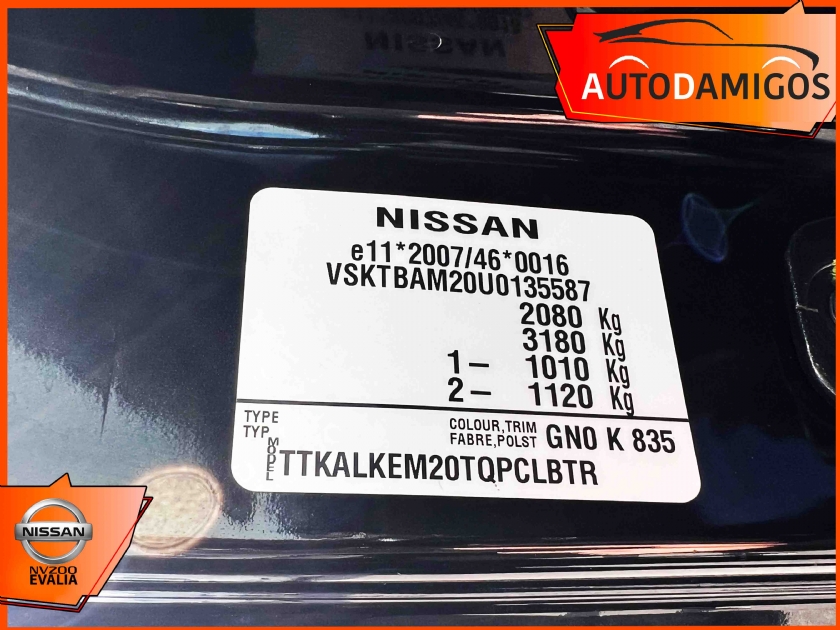 NISSAN
AUTODAMIGOS
NISSAN
e11*2007/46*0016
VSKTBAM20U0135587
2080 Kg
3180 Kg
1- 1010 Kg
2- 1120 Kg
TYPE
TYP
COLOUR,TRIM
FABRE,POLST GN0 K 835
MODEL TTKALKEM20TQPCLBTR
NISSAN
NV200
EVALIA